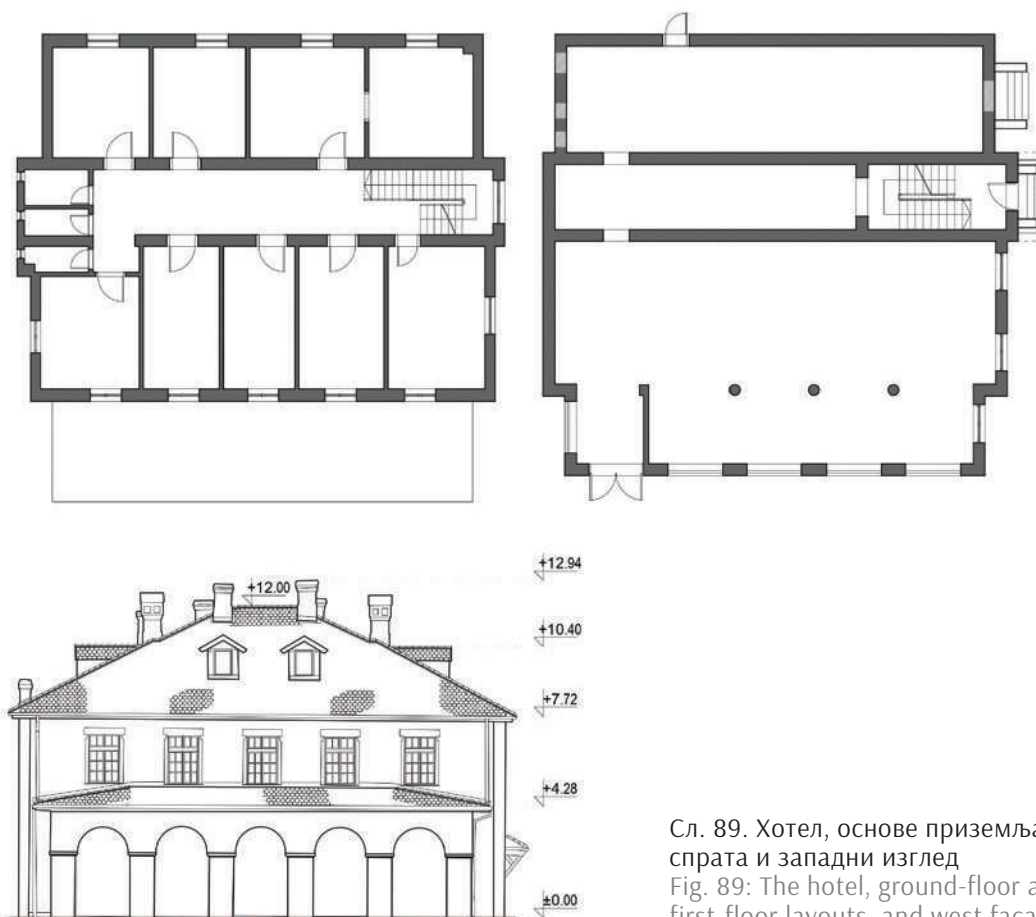 +12.00
+12.94
+10.40
+7.72
+4.28
±0.00
Сл. 89. Хотел, основе приземља
спрата и западни изглед
Fig. 89: The hotel, ground-floor a
first-floor layouts, and west faca